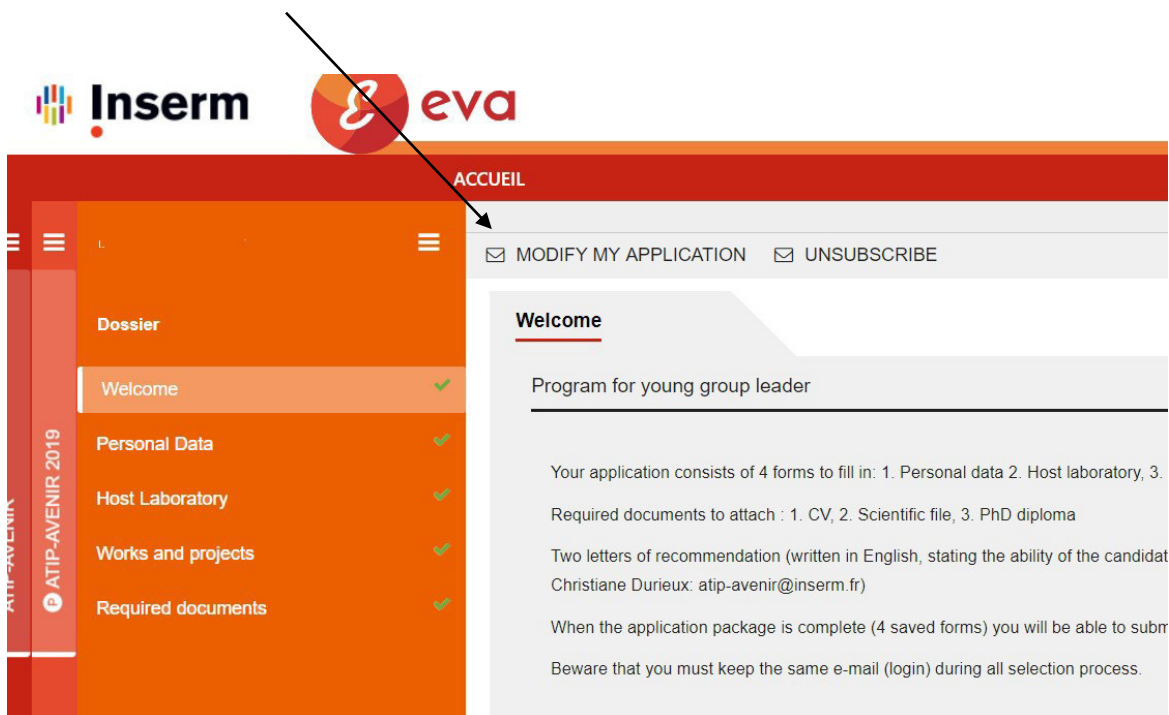 Inserm
eva
ACCUEIL
MODIFY MY APPLICATION UNSUBSCRIBE
ATIP-AVENIR
P ATIP-AVENIR 2019
Dossier
Welcome
Personal Data
Host Laboratory
Works and projects
Required documents
Welcome
Program for young group leader
Your application consists of 4 forms to fill in: 1. Personal data 2. Host laboratory, 3.
Required documents to attach : 1. CV, 2. Scientific file, 3. PhD diploma
Two letters of recommendation (written in English, stating the ability of the candidat
Christiane Durieux: atip-avenir@inserm.fr)
When the application package is complete (4 saved forms) you will be able to subm
Beware that you must keep the same e-mail (login) during all selection process.